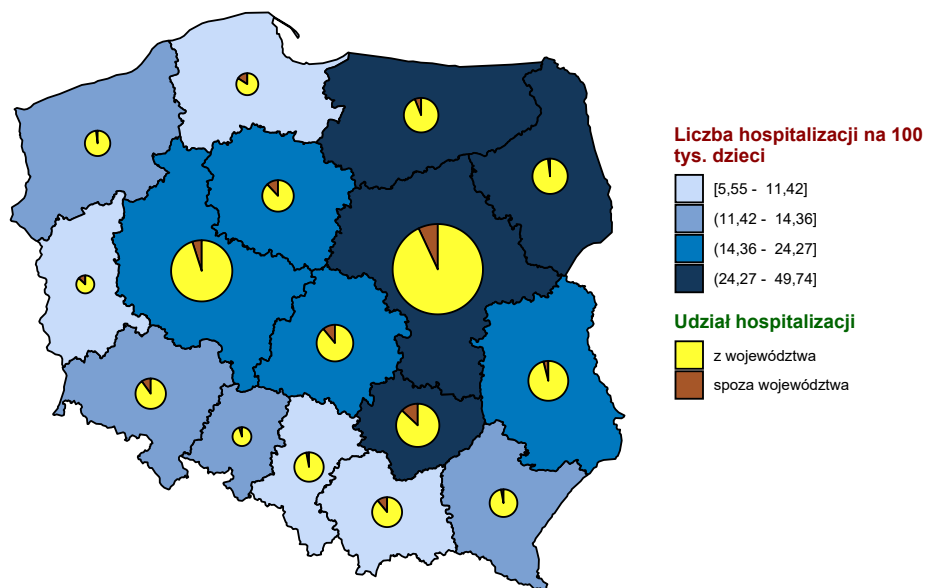 Liczba hospitalizacji na 100
tys. dzieci
[5,55 - 11,42]
(11,42 - 14,36]
(14,36 - 24,27]
(24,27 - 49,74]
Udział hospitalizacji
z województwa
spoza województwa